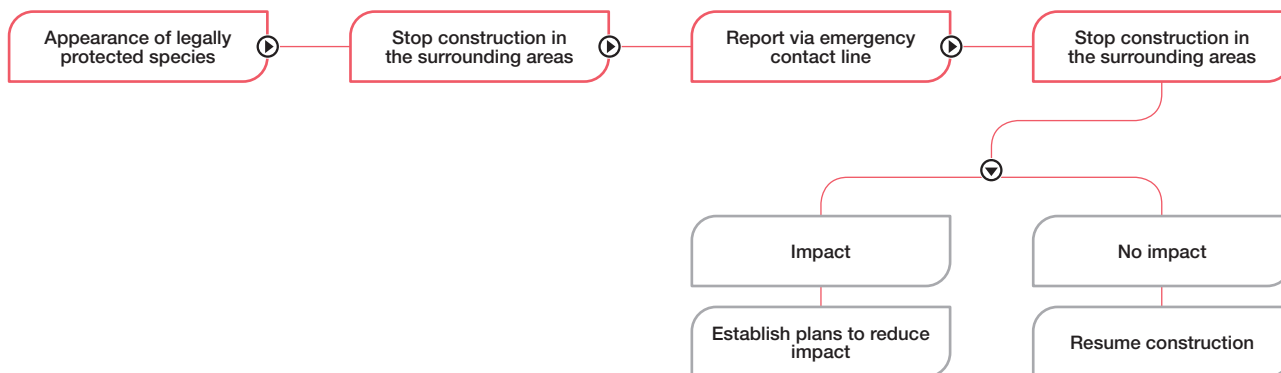 Appearance of legally
protected species
Stop construction in
the surrounding areas
Report via emergency
contact line
Stop construction in
the surrounding areas
Impact
No impact
Establish plans to reduce
impact
Resume construction